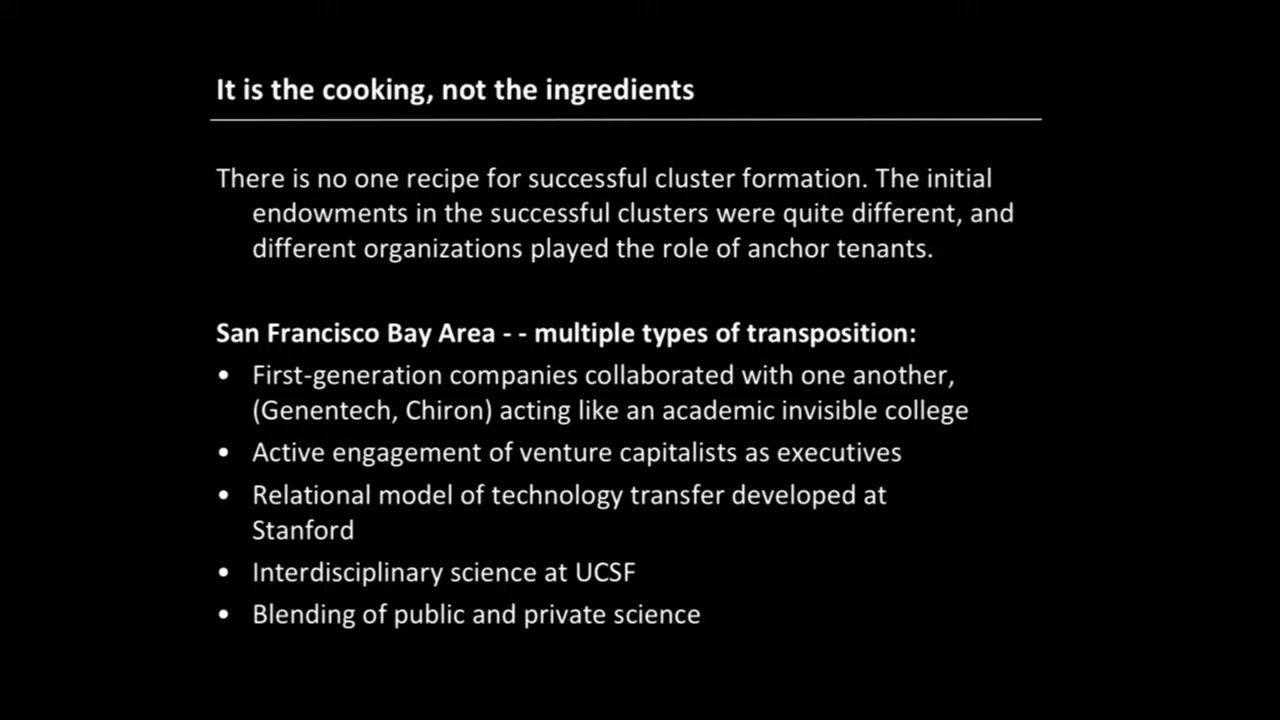 It is the cooking, not the ingredients
There is no one recipe for successful cluster formation. The initial
endowments in the successful clusters were quite different, and
different organizations played the role of anchor tenants.
San Francisco Bay Area - - multiple types of transposition:
• First-generation companies collaborated with one another,
(Genentech, Chiron) acting like an academic invisible college
• Active engagement of venture capitalists as executives
• Relational model of technology transfer developed at
Stanford
• Interdisciplinary science at UCSF
• Blending of public and private science